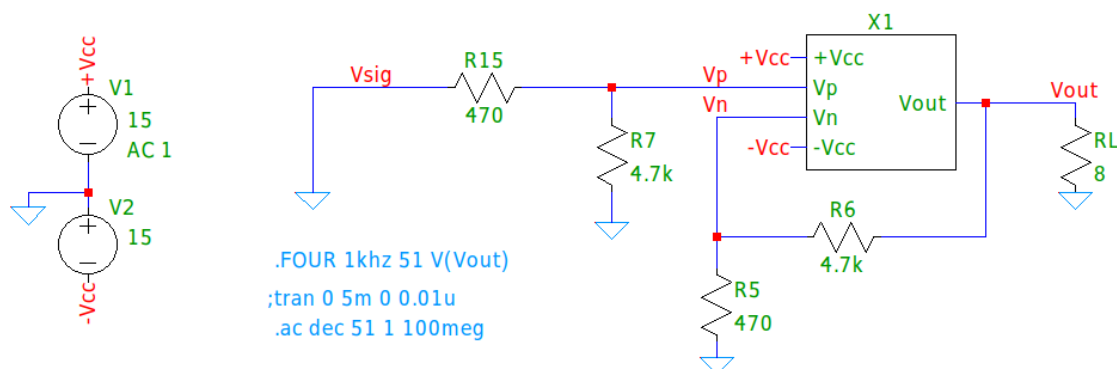 +Vcc
V1
15
AC 1
V2
15
-Vcc
Vsig
R15
470
Vp
Vn
R7
4.7k
X1
+Vcc
+Vcc
Vp
Vn
Vout
-Vcc
-Vcc
Vout
RL
8
R6
4.7k
R5
470
.FOUR 1khz 51 V(Vout)
;tran 0 5m 0 0.01u
.ac dec 51 1 100meg